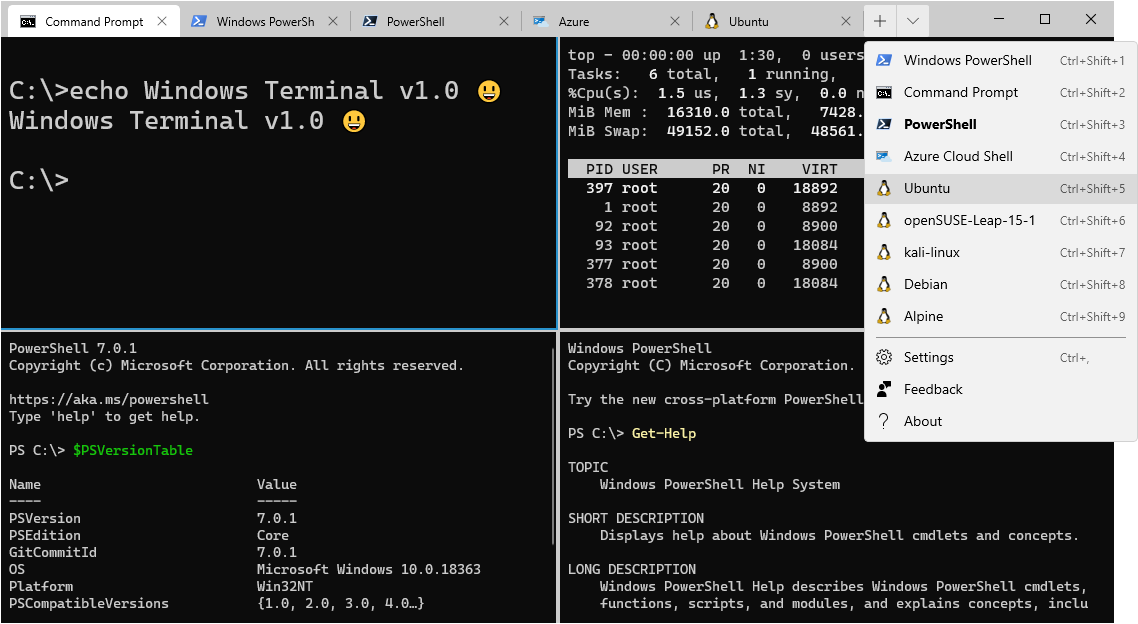 Command Prompt Windows PowerSh PowerShell Azure Ubuntu
C:\>echo Windows Terminal v1.0 😃
Windows Terminal v1.0 😃
C:\>
top - 00:00:00 up 1:30, 0 users
Tasks: 6 total, 1 running,
%Cpu(s): 1.5 us, 1.3 sy, 0.0 n
MiB Mem : 16310.0 total, 7428.
MiB Swap: 49152.0 total, 48561.
PID USER PR NI VIRT
397 root 20 0 18892
1 root 20 0 8892
92 root 20 0 8900
93 root 20 0 18084
377 root 20 0 8900
378 root 20 0 18084
Windows PowerShell Ctrl+Shift+1
Command Prompt Ctrl+Shift+2
PowerShell Ctrl+Shift+3
Azure Cloud Shell Ctrl+Shift+4
Ubuntu Ctrl+Shift+5
openSUSE-Leap-15-1 Ctrl+Shift+6
kali-linux Ctrl+Shift+7
Debian Ctrl+Shift+8
Alpine Ctrl+Shift+9
Settings Ctrl+,
Feedback
About
PowerShell 7.0.1
Copyright (c) Microsoft Corporation. All rights reserved.
https://aka.ms/powershell
Type 'help' to get help.
PS C:\> $PSVersionTable
Name Value
---- -----
PSVersion 7.0.1
PSEdition Core
GitCommitId 7.0.1
OS Microsoft Windows 10.0.18363
Platform Win32NT
PSCompatibleVersions {1.0, 2.0, 3.0, 4.0…}
Windows PowerShell
Copyright (C) Microsoft Corporation.
Try the new cross-platform PowerShell
PS C:\> Get-Help
TOPIC
Windows PowerShell Help System
SHORT DESCRIPTION
Displays help about Windows PowerShell cmdlets and concepts.
LONG DESCRIPTION
Windows PowerShell Help describes Windows PowerShell cmdlets,
functions, scripts, and modules, and explains concepts, inclu